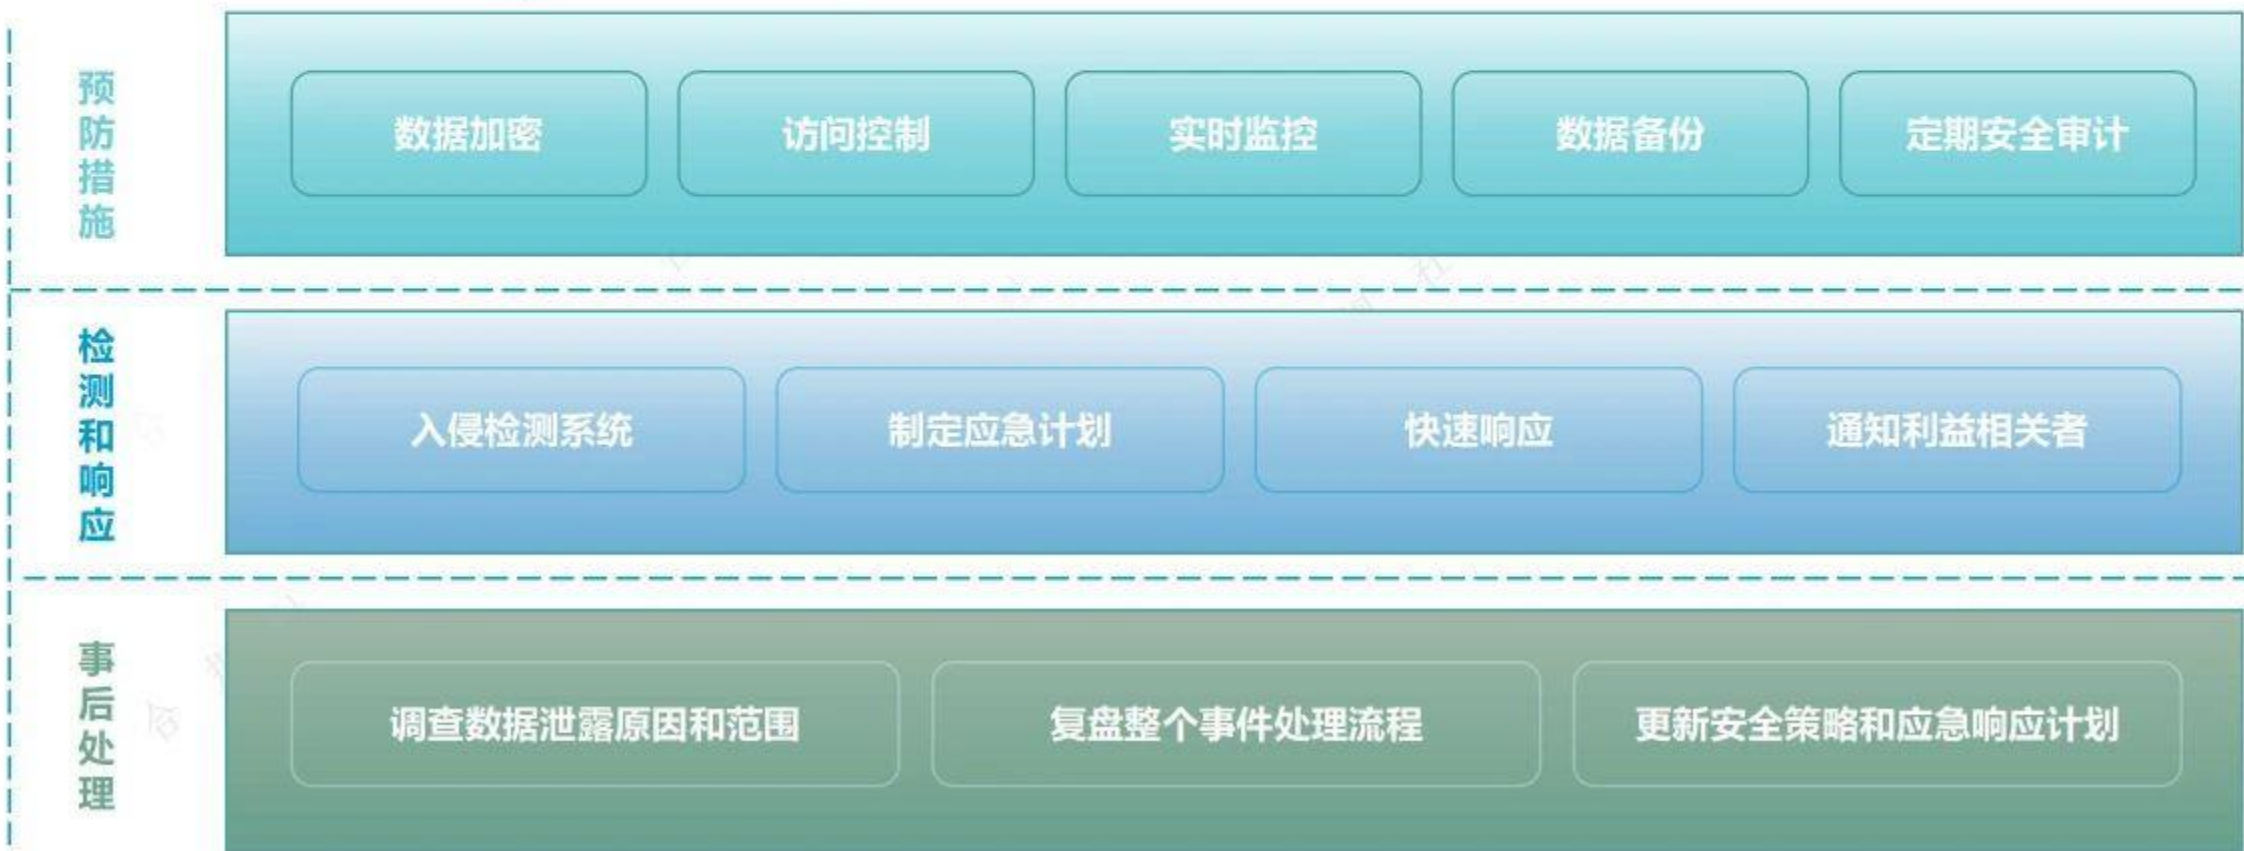 预防措施
数据加密
访问控制
实时监控
数据备份
定期安全审计
检测和响应
入侵检测系统
制定应急计划
快速响应
通知利益相关者
事后处理
调查数据泄露原因和范围
复盘整个事件处理流程
更新安全策略和应急响应计划